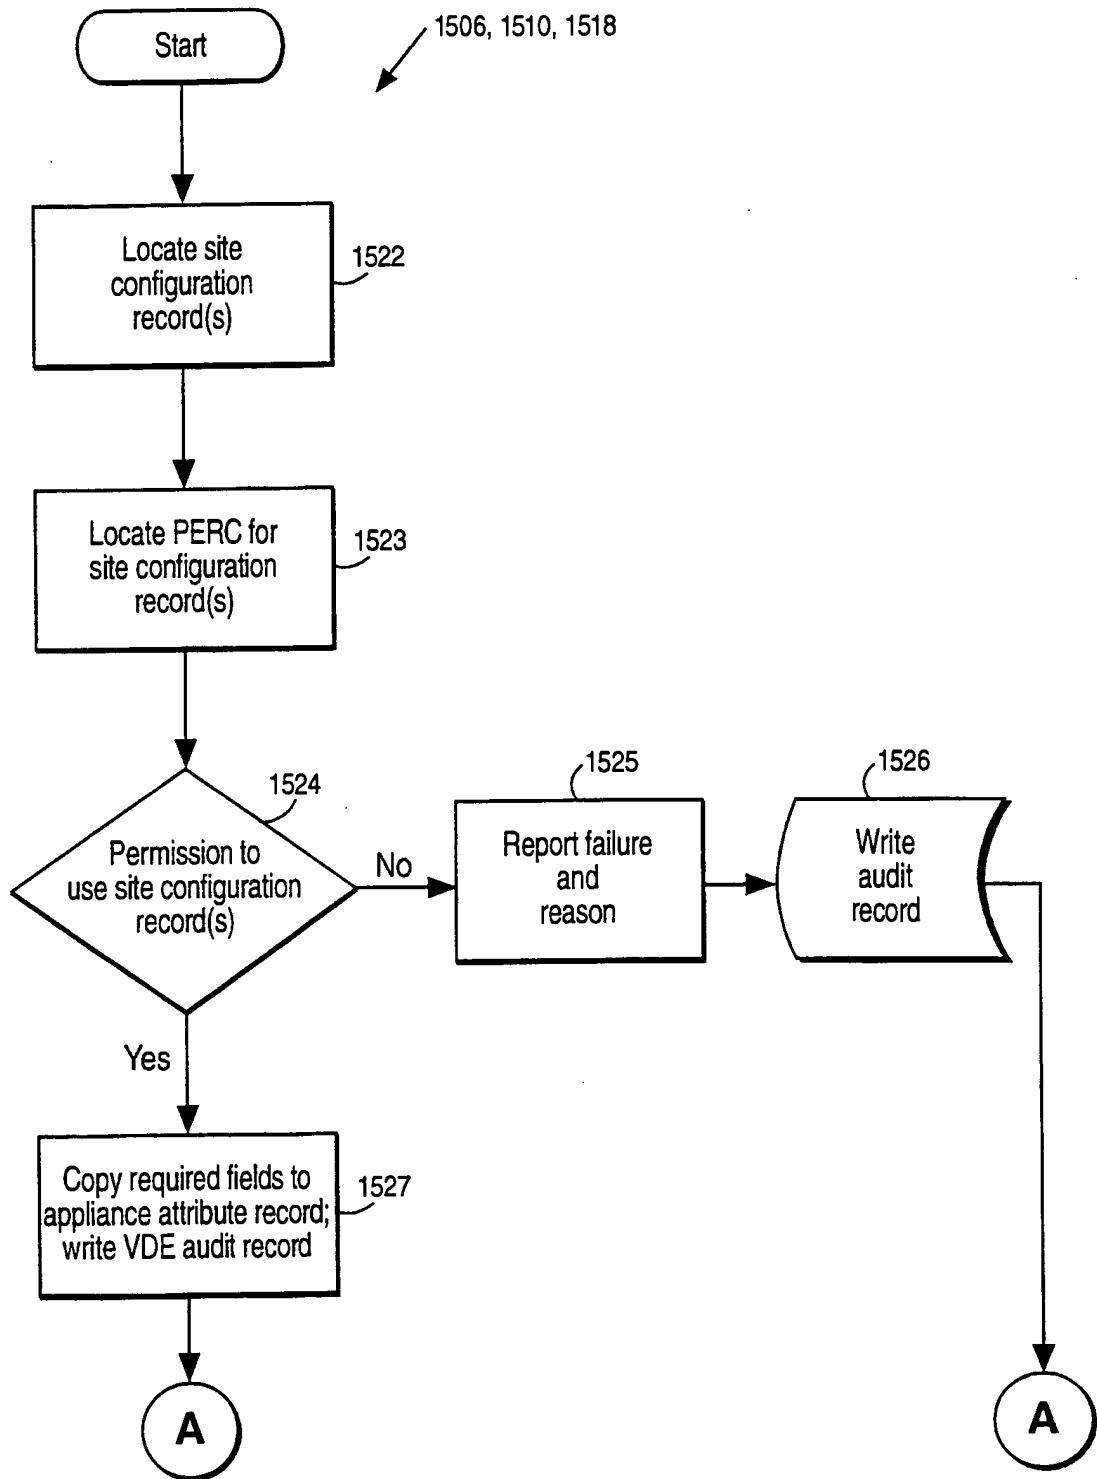 Start
1506, 1510, 1518
Locate site
configuration
record(s)
1522
Locate PERC for
site configuration
record(s)
1523
1524
Permission to
use site configuration
record(s)
No
1525
Report failure
and
reason
1526
Write
audit
record
Yes
Copy required fields to
appliance attribute record;
write VDE audit record
1527
A
A